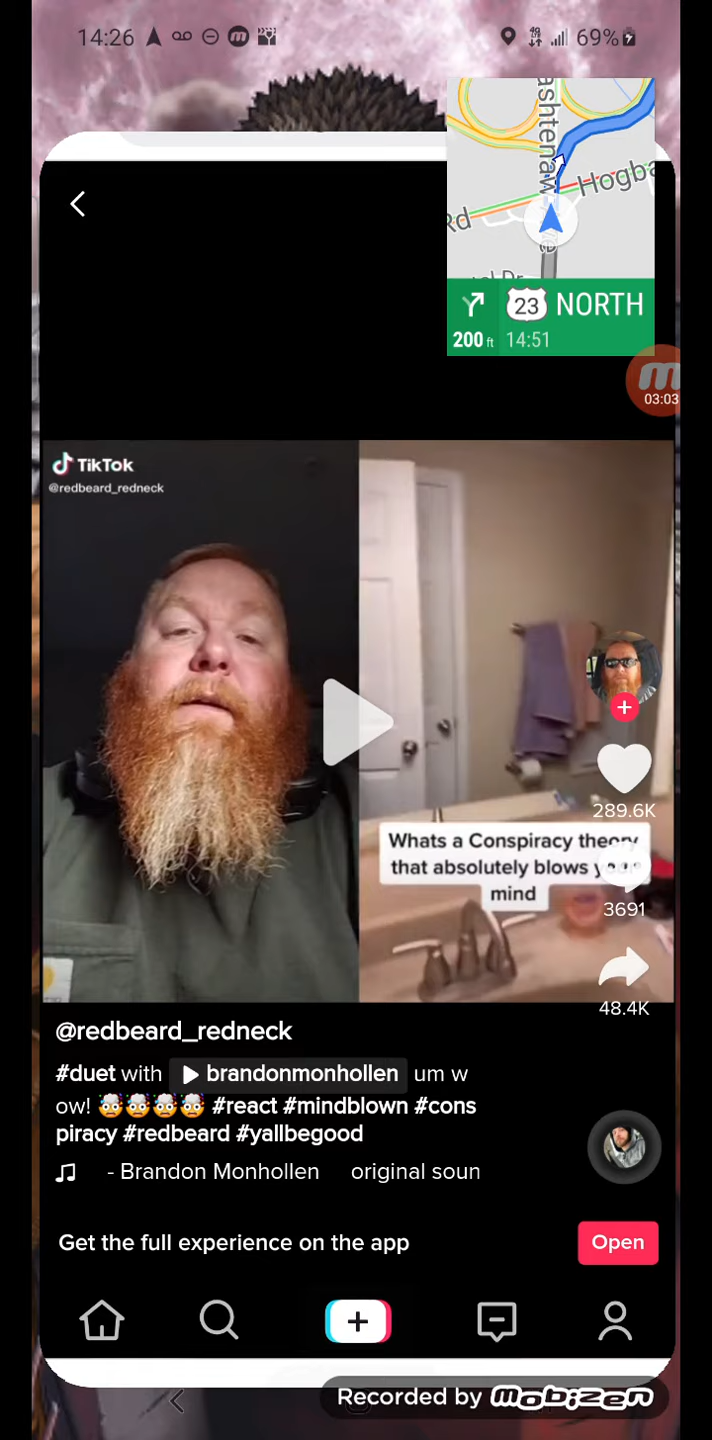 14:26
69%
ashtenaw
Hogba
Rd
23 NORTH
200 ft 14:51
03:03
TikTok
@redbeard_redneck
289.6K
Whats a Conspiracy theory
that absolutely blows your
mind
3691
48.4K
@redbeard_redneck
#duet with brandonmonhollen um w
ow! 🤯🤯🤯🤯 #react #mindblown #cons
piracy #redbeard #yallbegood
- Brandon Monhollen original soun
Get the full experience on the app
Open
Recorded by mobizen